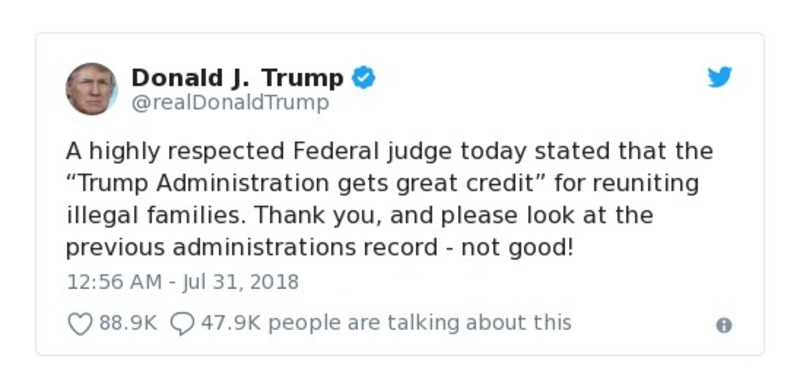 Donald J. Trump
@realDonaldTrump
A highly respected Federal judge today stated that the
“Trump Administration gets great credit” for reuniting
illegal families. Thank you, and please look at the
previous administrations record - not good!
12:56 AM - Jul 31, 2018
88.9K 47.9K people are talking about this